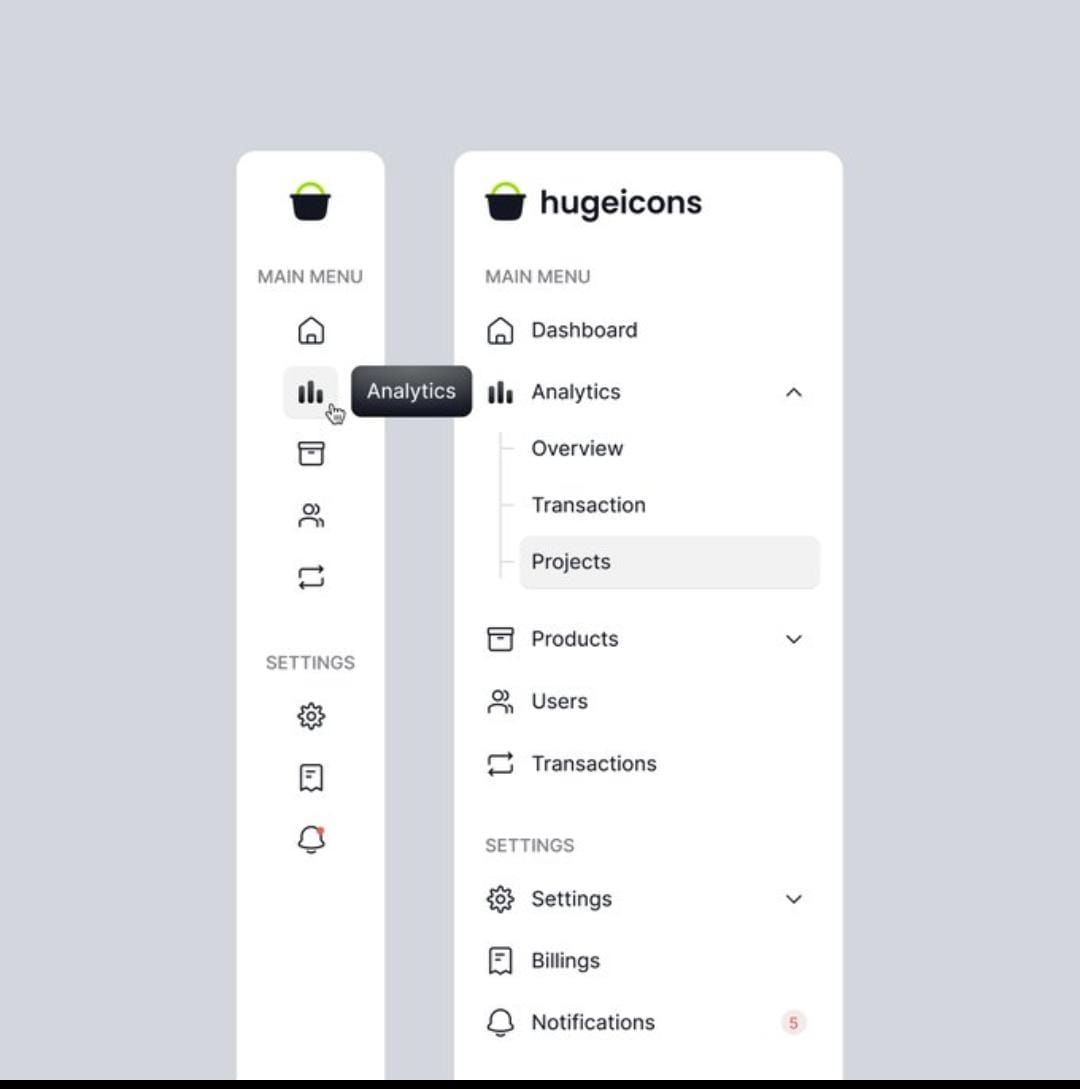 MAIN MENU
Analytics
SETTINGS
hugeicons
MAIN MENU
Dashboard
Analytics
Overview
Transaction
Projects
Products
Users
Transactions
SETTINGS
Settings
Billings
Notifications 5